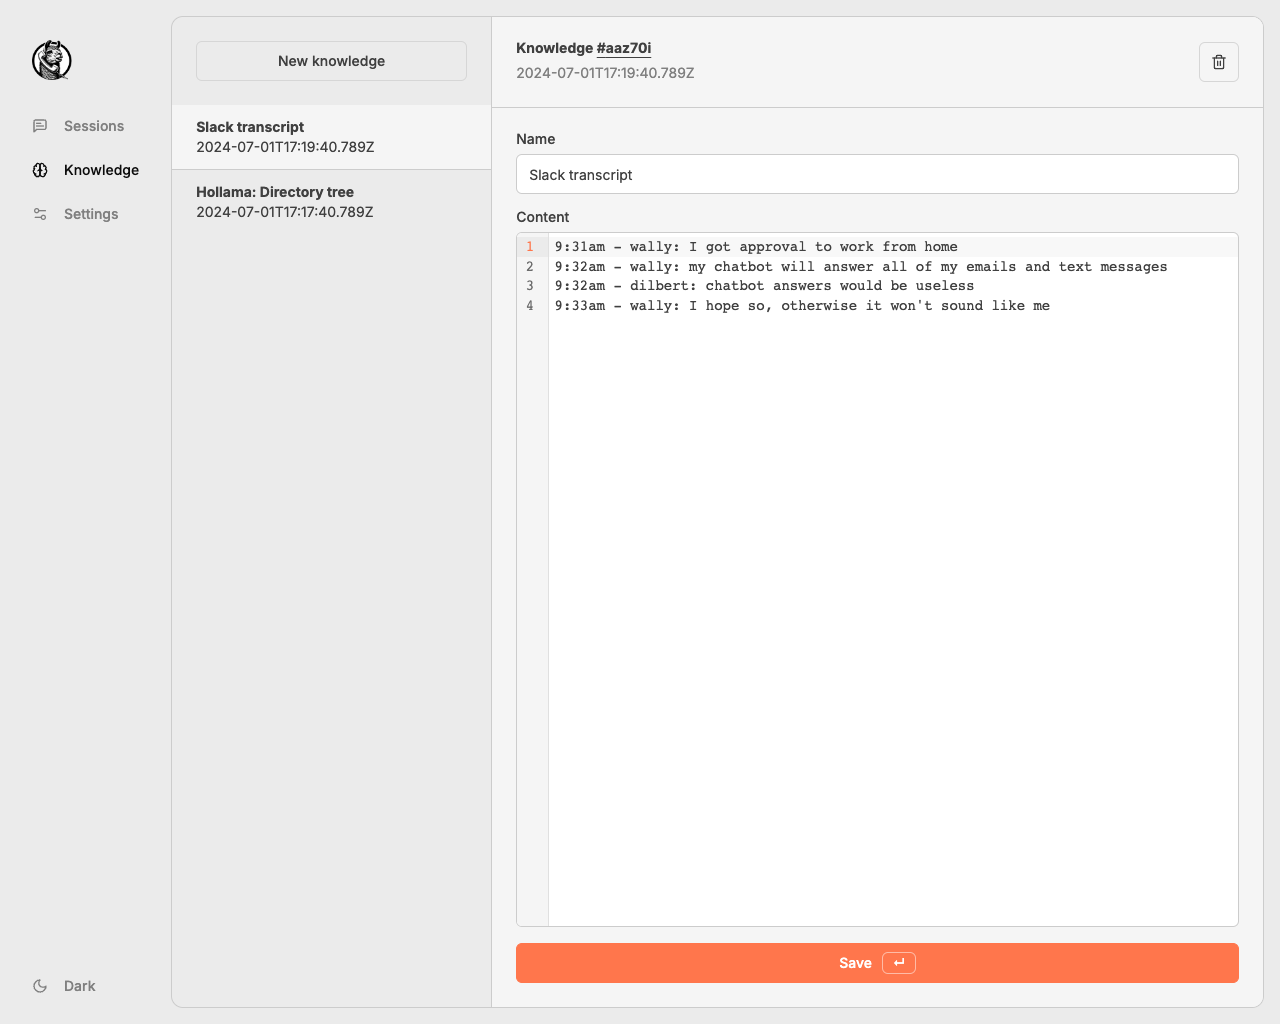 Sessions
Knowledge
Settings
Dark
New knowledge
Slack transcript
2024-07-01T17:19:40.789Z
Hollama: Directory tree
2024-07-01T17:17:40.789Z
Knowledge #aaz70i
2024-07-01T17:19:40.789Z
Name
Slack transcript
Content
1 9:31am - wally: I got approval to work from home
2 9:32am - wally: my chatbot will answer all of my emails and text messages
3 9:32am - dilbert: chatbot answers would be useless
4 9:33am - wally: I hope so, otherwise it won't sound like me
Save ↵